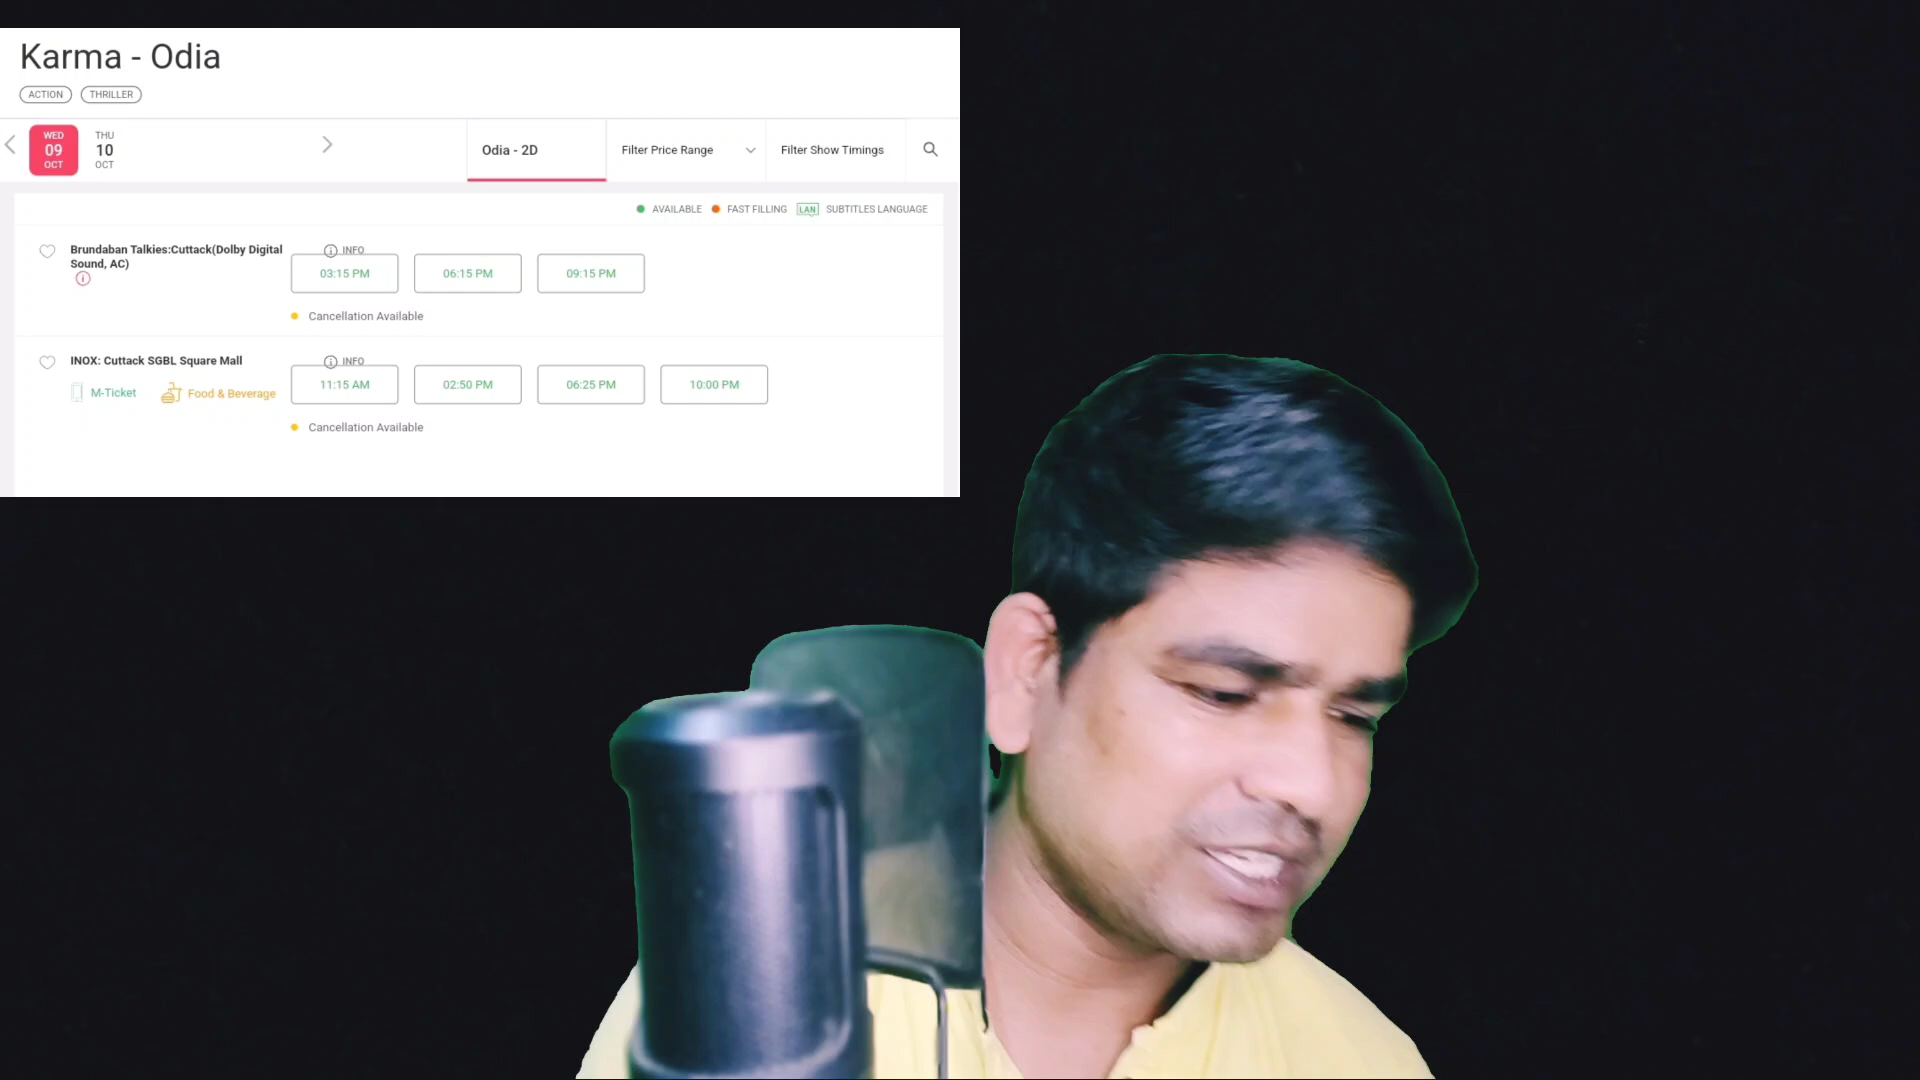 Karma - Odia
ACTION THRILLER
WED
09
OCT
THU
10
OCT
Odia - 2D
Filter Price Range
Filter Show Timings
AVAILABLE FAST FILLING LAN SUBTITLES LANGUAGE
Brundaban Talkies:Cuttack(Dolby Digital
Sound, AC)
INFO
03:15 PM 06:15 PM 09:15 PM
Cancellation Available
INOX: Cuttack SGBL Square Mall
INFO
M-Ticket Food & Beverage
11:15 AM 02:50 PM 06:25 PM 10:00 PM
Cancellation Available